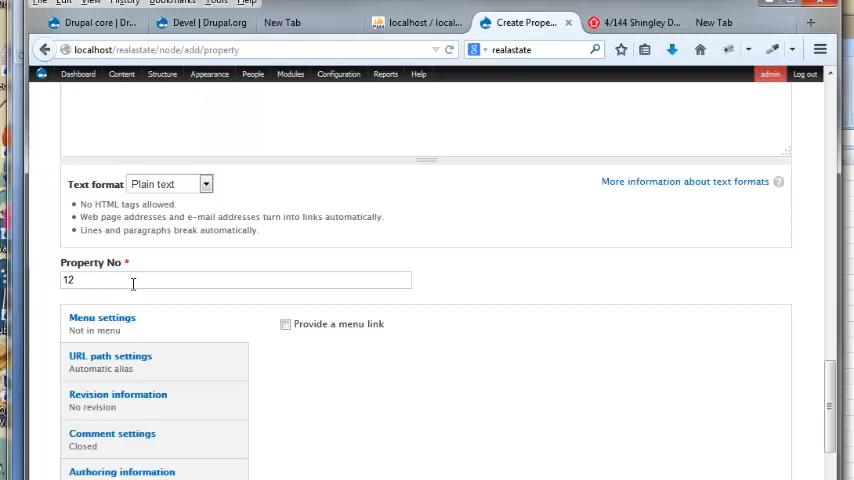 File Edit View History Bookmarks Tools Help
Drupal core | Dr... Devel | Drupal.org New Tab localhost / local... Create Prope... × 4/144 Shingley D... New Tab +
localhost/realastate/node/add/property realastate
Dashboard Content Structure Appearance People Modules Configuration Reports Help admin Log out
Text format Plain text More information about text formats ?
No HTML tags allowed.
Web page addresses and e-mail addresses turn into links automatically.
Lines and paragraphs break automatically.
Property No *
12
Menu settings
Not in menu
Provide a menu link
URL path settings
Automatic alias
Revision information
No revision
Comment settings
Closed
Authoring information